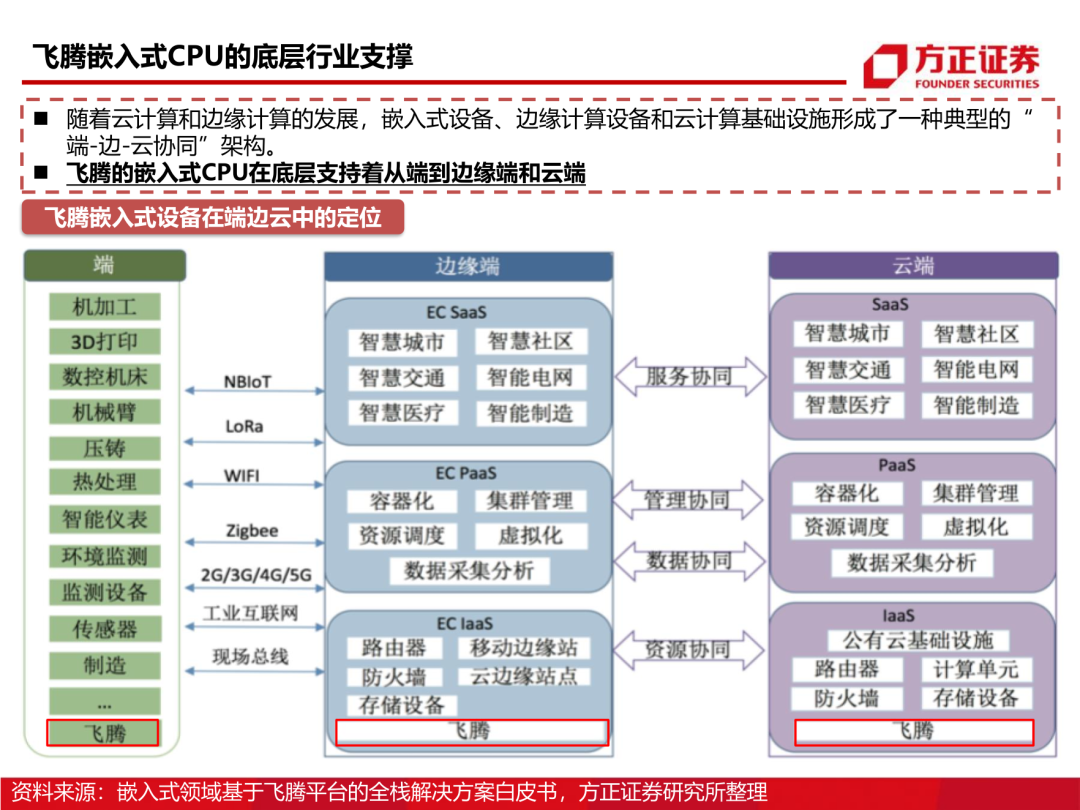 飞腾嵌入式CPU的底层行业支撑
方正证券
FOUNDER SECURITIES
■ 随着云计算和边缘计算的发展，嵌入式设备、边缘计算设备和云计算基础设施形成了一种典型的“
端-边-云协同”架构。
■ 飞腾的嵌入式CPU在底层支持着从端到边缘端和云端
飞腾嵌入式设备在端边云中的定位
端
机加工
3D打印
数控机床
机械臂
压铸
热处理
智能仪表
环境监测
监测设备
传感器
制造
...
飞腾
NBIoT
LoRa
WIFI
Zigbee
2G/3G/4G/5G
工业互联网
现场总线
边缘端
EC SaaS
智慧城市 智慧社区
智慧交通 智能电网
智慧医疗 智能制造
EC PaaS
容器化 集群管理
资源调度 虚拟化
数据采集分析
EC IaaS
路由器 移动边缘站
防火墙 云边缘站点
存储设备
飞腾
服务协同
管理协同
数据协同
资源协同
云端
SaaS
智慧城市 智慧社区
智慧交通 智能电网
智慧医疗 智能制造
PaaS
容器化 集群管理
资源调度 虚拟化
数据采集分析
IaaS
公有云基础设施
路由器 计算单元
防火墙 存储设备
飞腾
资料来源：嵌入式领域基于飞腾平台的全栈解决方案白皮书，方正证券研究所整理